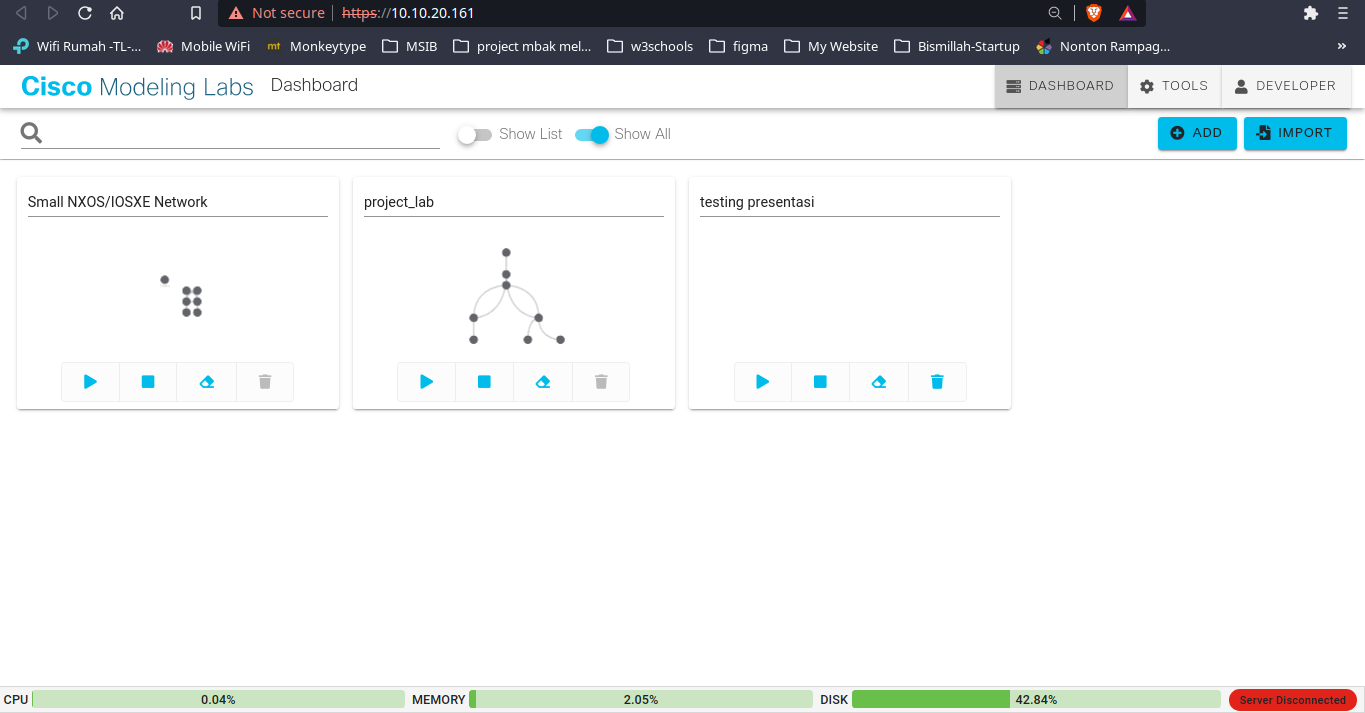 Not secure https://10.10.20.161
Wifi Rumah -TL-... Mobile WiFi mt Monkeytype MSIB project mbak mel... w3schools figma My Website Bismillah-Startup Nonton Rampag... »
Cisco Modeling Labs Dashboard DASHBOARD TOOLS DEVELOPER
Show List Show All ADD IMPORT
Small NXOS/IOSXE Network project_lab testing presentasi
CPU 0.04% MEMORY 2.05% DISK 42.84% Server Disconnected